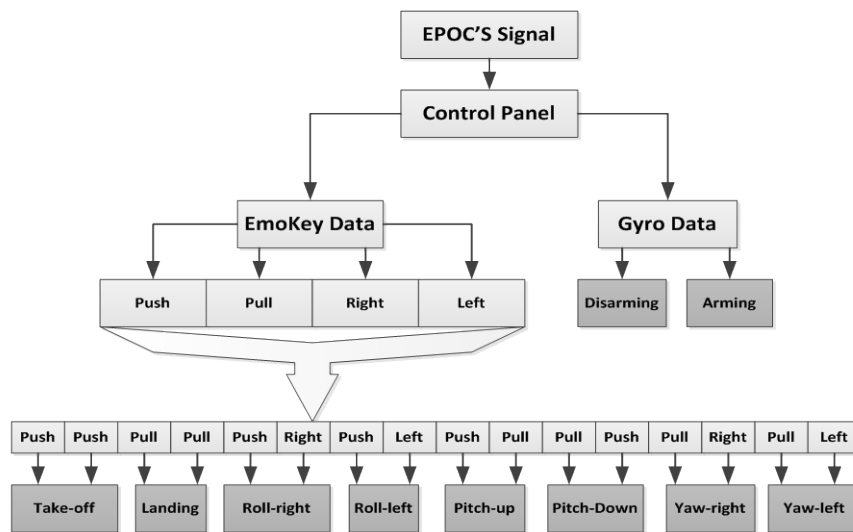 EPOC'S Signal
Control Panel
EmoKey Data
Gyro Data
Push Pull Right Left
Disarming Arming
Push Push Pull Pull Push Right Push Left Push Pull Pull Push Pull Right Pull Left
Take-off Landing Roll-right Roll-left Pitch-up Pitch-Down Yaw-right Yaw-left